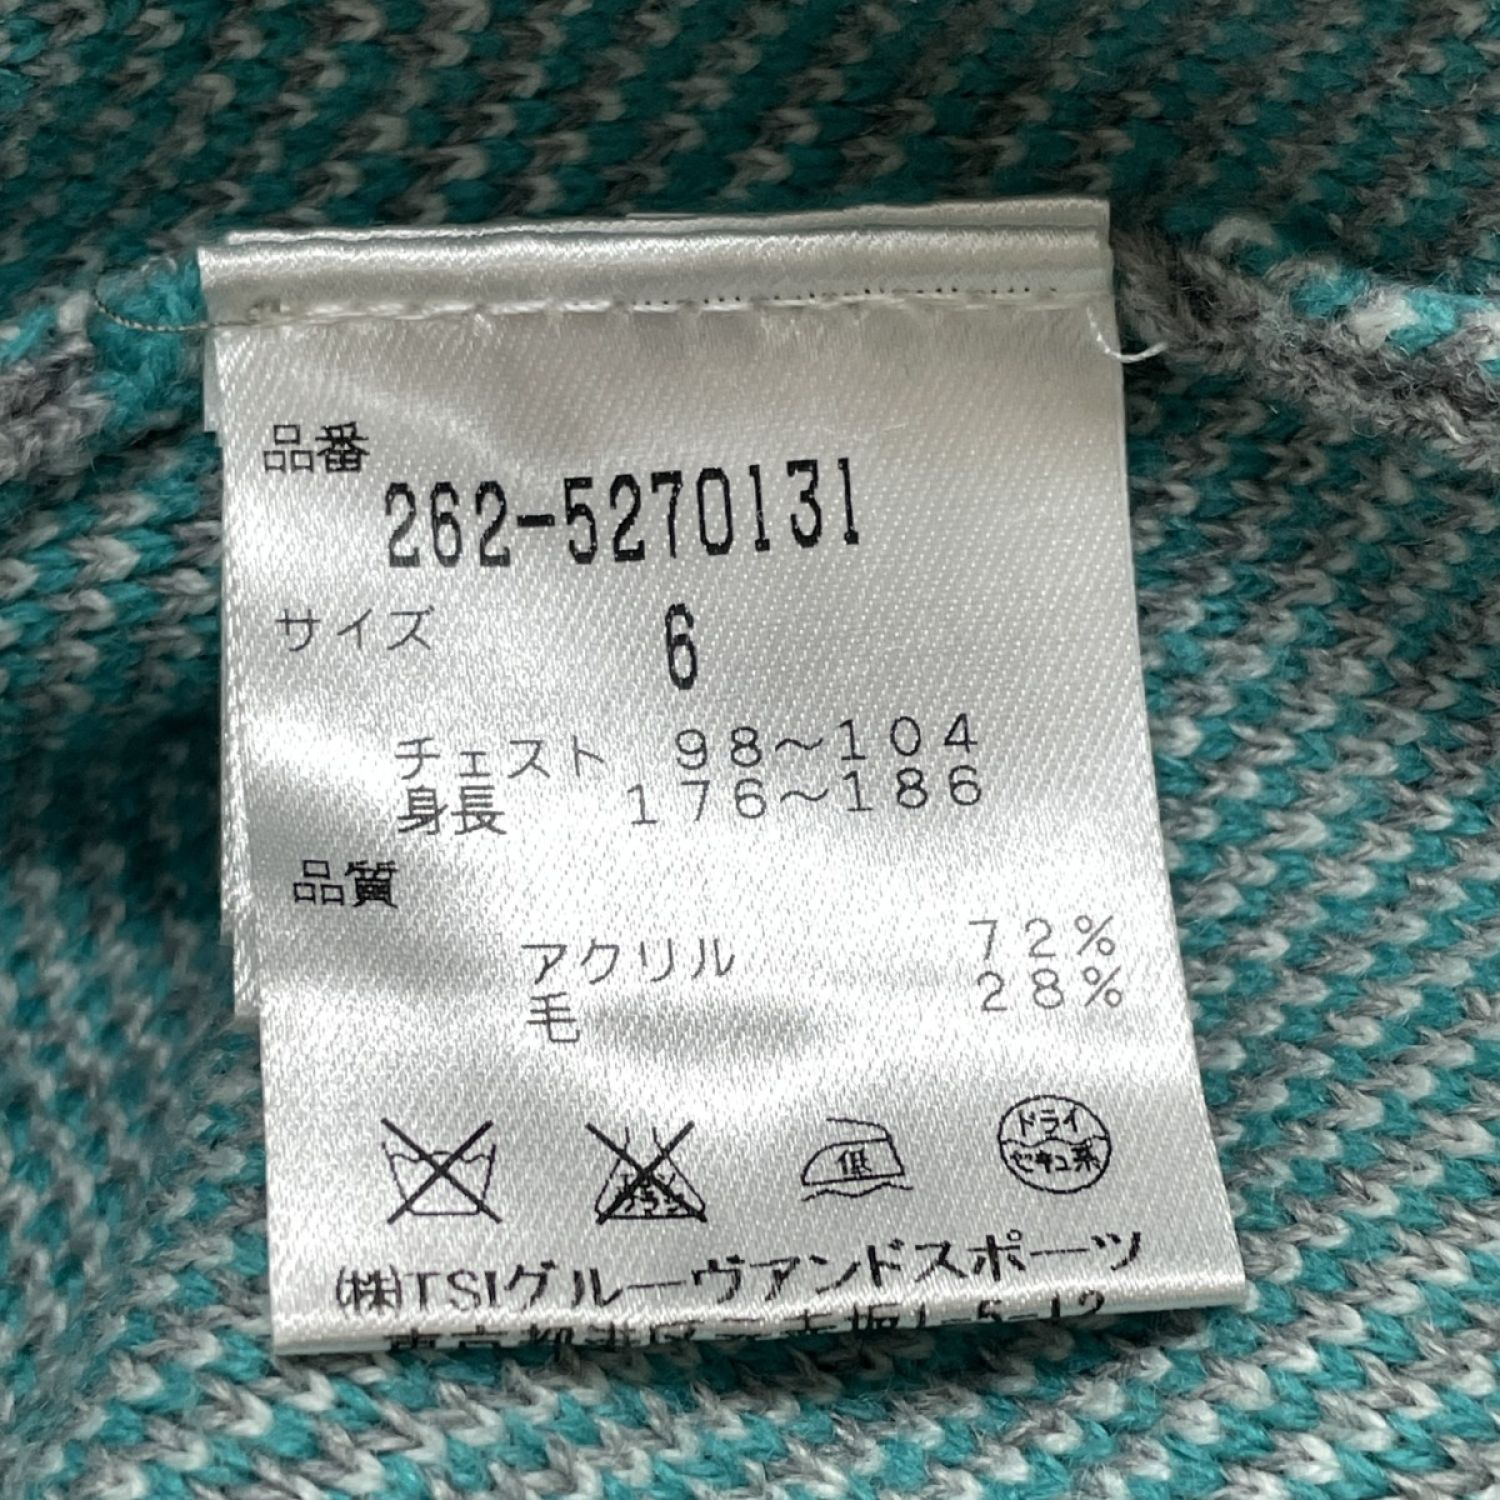 品番
262-5270131
サイズ 6
チェスト 98～104
身長 176～186
品質
アクリル 72%
毛 28%
低
ドライ
セキユ系
㈱TSIグルーヴアンドスポーツ